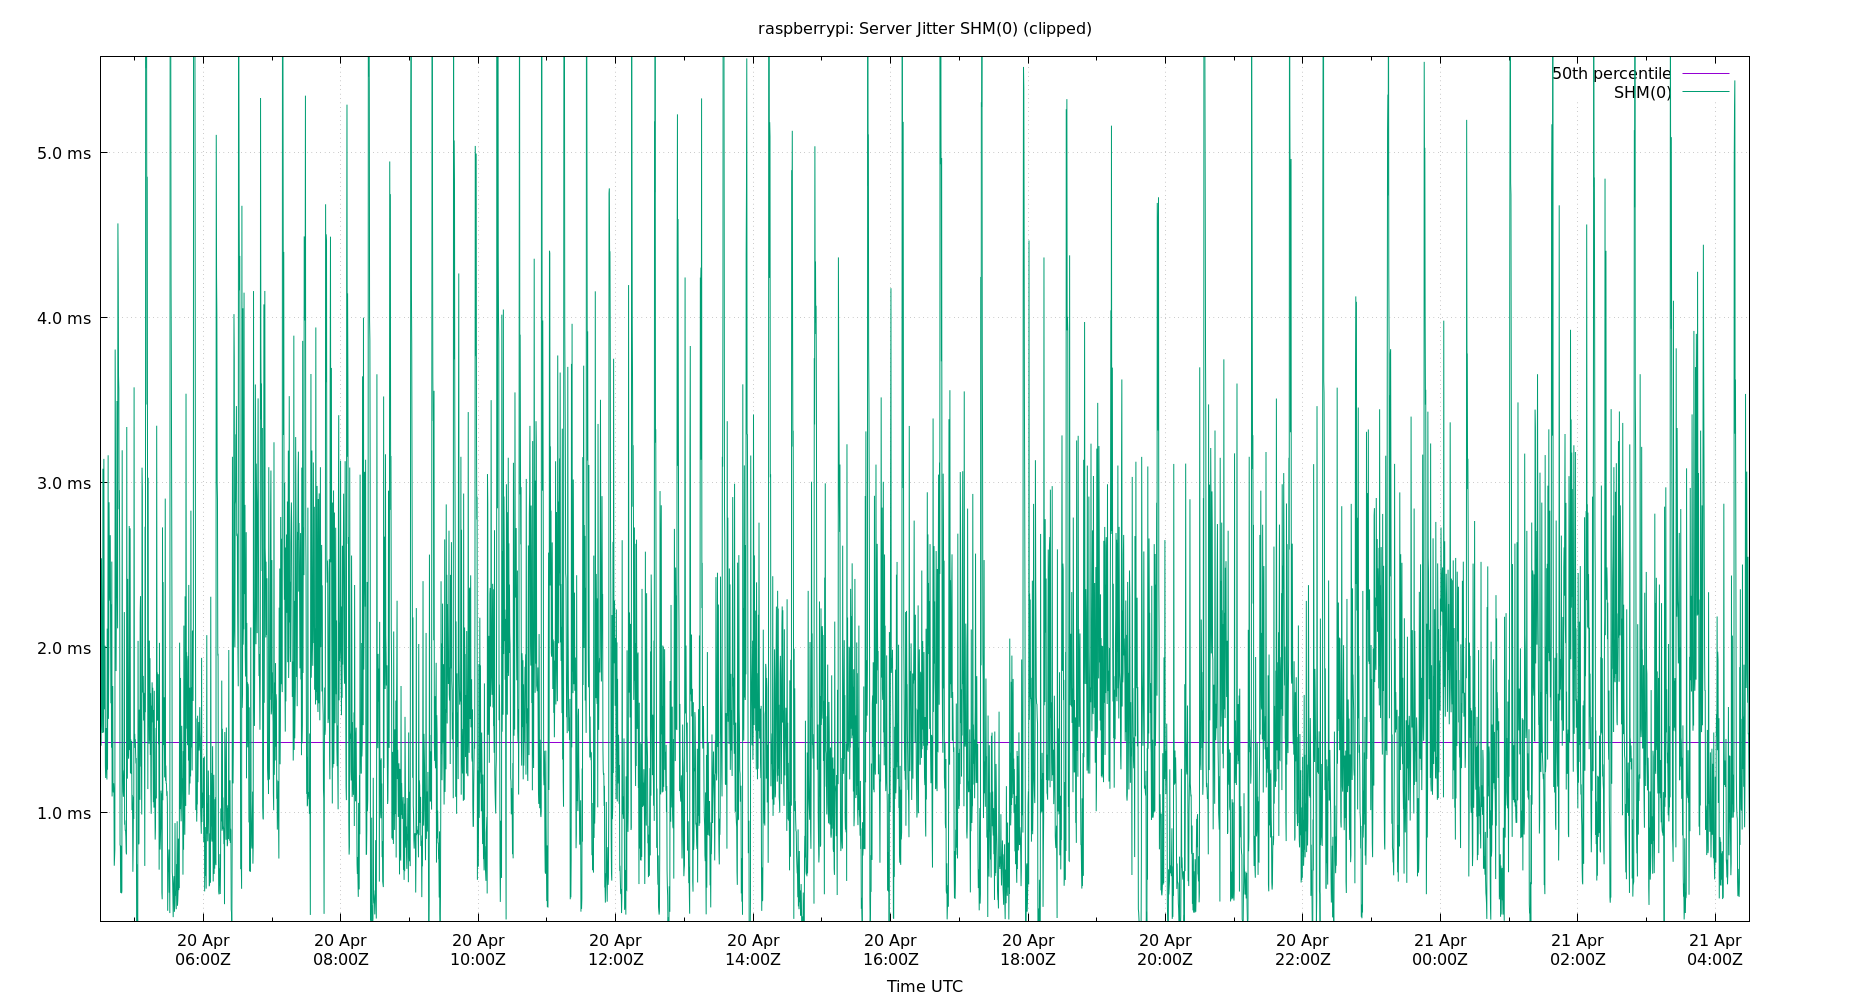 raspberrypi: Server Jitter SHM(0) (clipped)
50th percentile
SHM(0)
5.0 ms
4.0 ms
3.0 ms
2.0 ms
1.0 ms
20 Apr 20 Apr 20 Apr 20 Apr 20 Apr 20 Apr 20 Apr 20 Apr 20 Apr 21 Apr 21 Apr 21 Apr
06:00Z 08:00Z 10:00Z 12:00Z 14:00Z 16:00Z 18:00Z 20:00Z 22:00Z 00:00Z 02:00Z 04:00Z
Time UTC